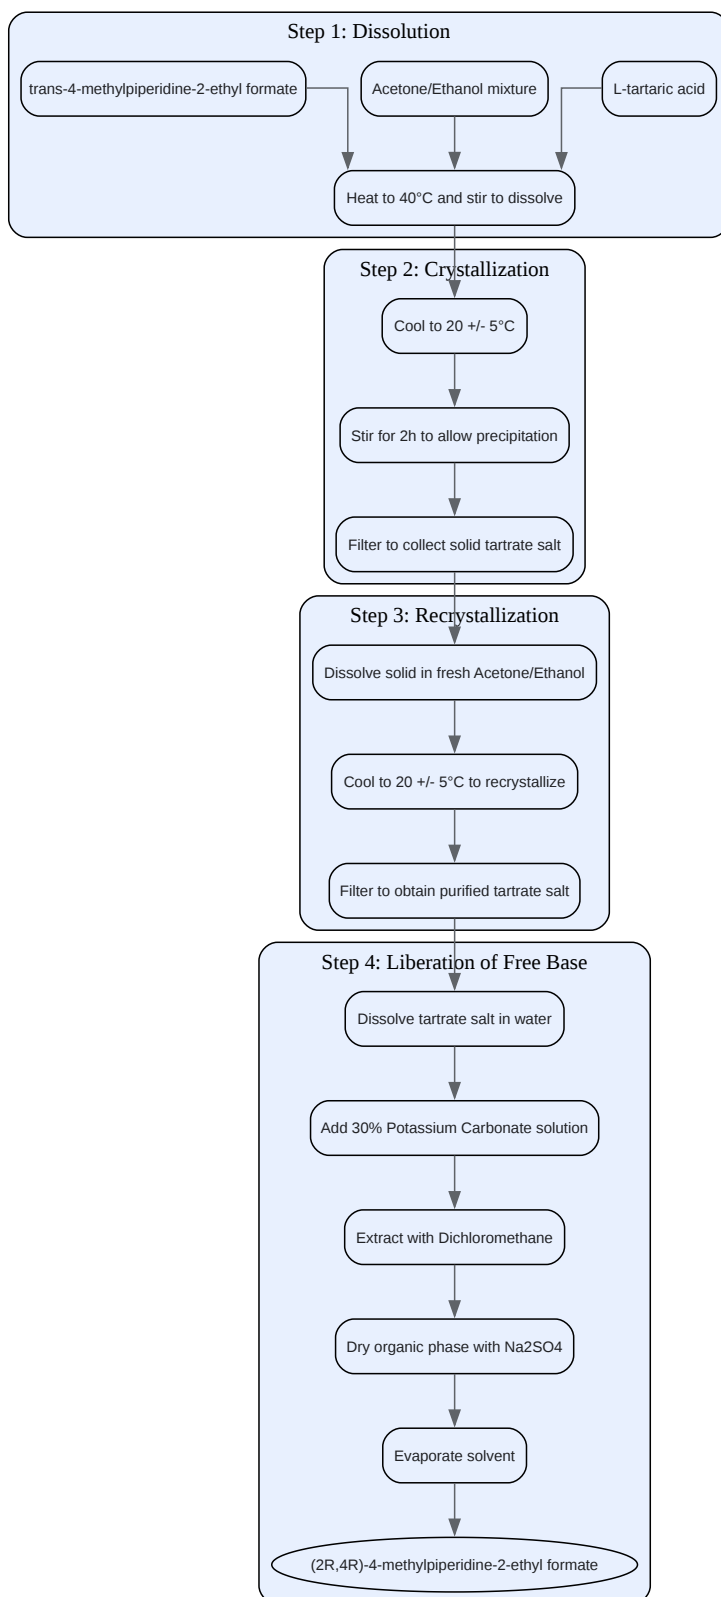 Step 1: Dissolution
trans-4-methylpiperidine-2-ethyl formate
Acetone/Ethanol mixture
L-tartaric acid
Heat to 40°C and stir to dissolve
Step 2: Crystallization
Cool to 20 +/- 5°C
Stir for 2h to allow precipitation
Filter to collect solid tartrate salt
Step 3: Recrystallization
Dissolve solid in fresh Acetone/Ethanol
Cool to 20 +/- 5°C to recrystallize
Filter to obtain purified tartrate salt
Step 4: Liberation of Free Base
Dissolve tartrate salt in water
Add 30% Potassium Carbonate solution
Extract with Dichloromethane
Dry organic phase with Na2SO4
Evaporate solvent
(2R,4R)-4-methylpiperidine-2-ethyl formate